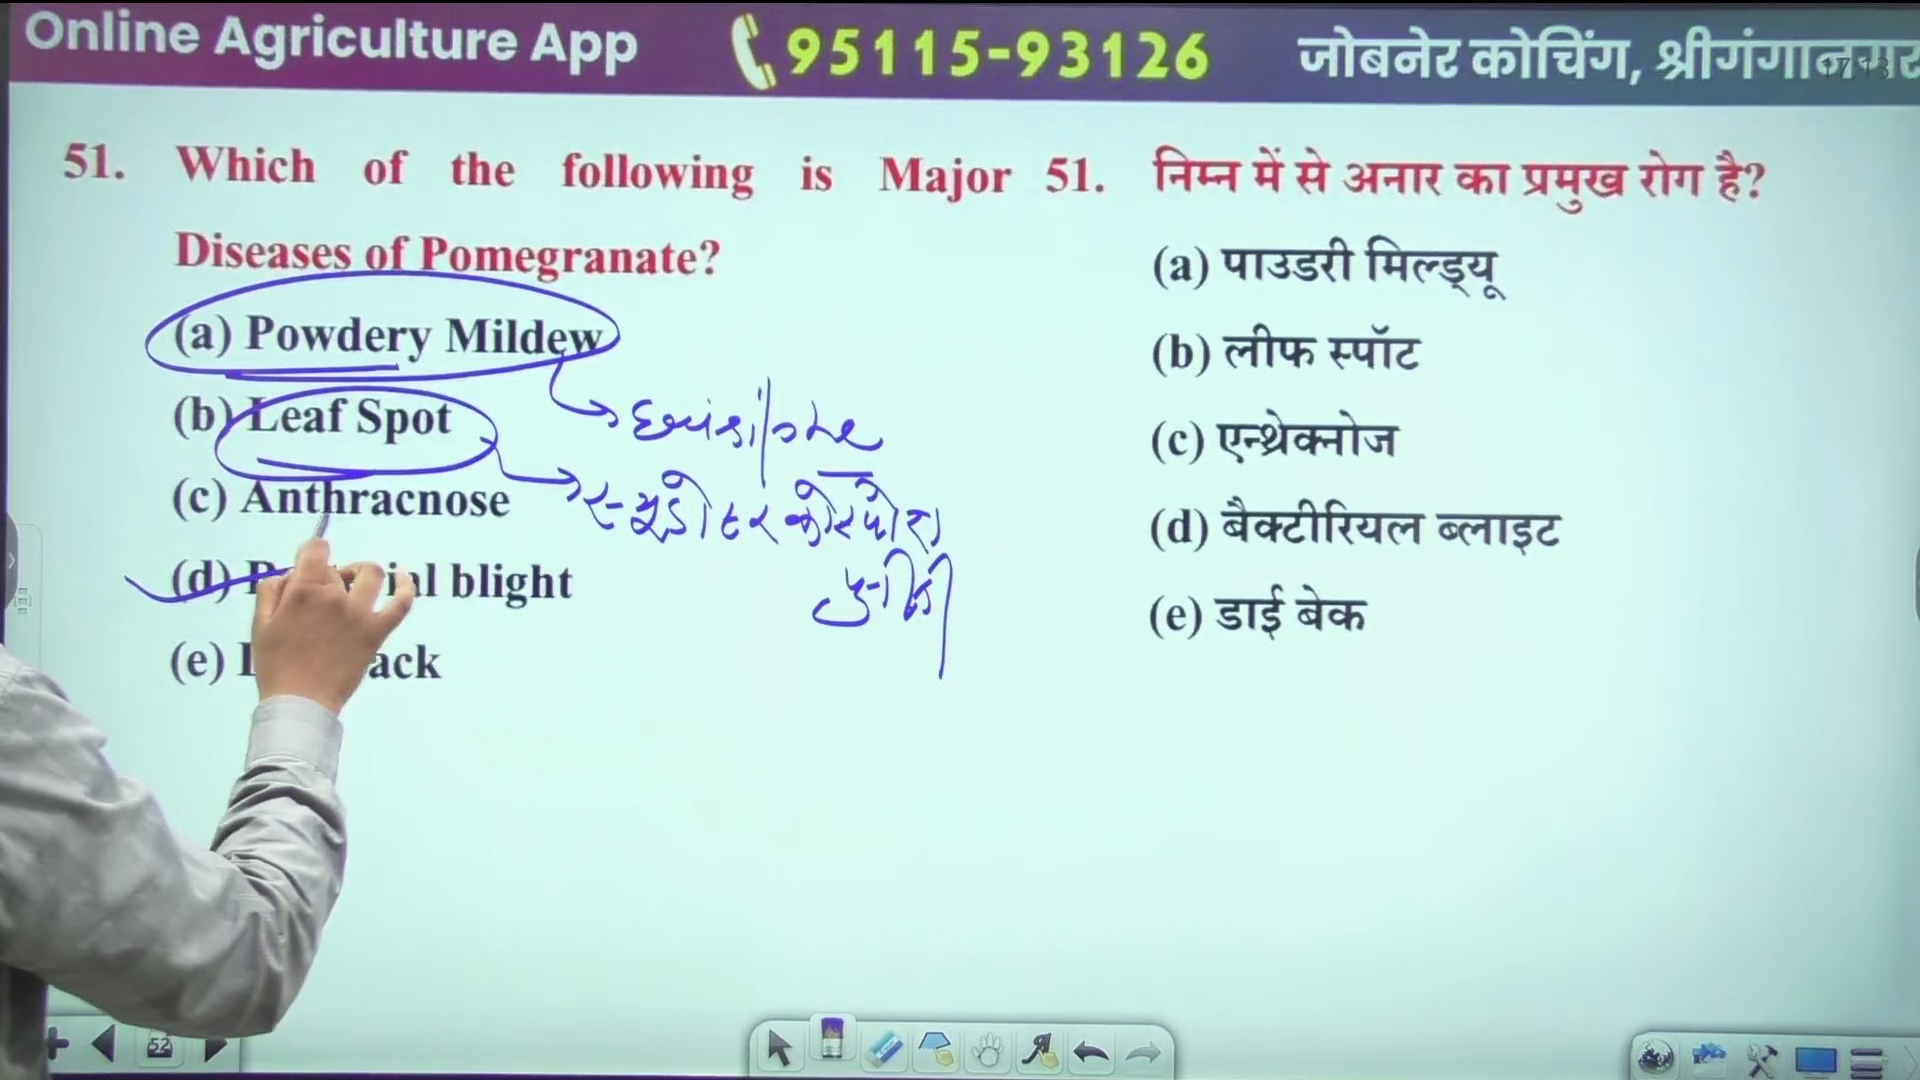 Online Agriculture App 95115-93126 जोबनेर कोचिंग, श्रीगंगानगर
51. Which of the following is Major
Diseases of Pomegranate?
(a) Powdery Mildew
(b) Leaf Spot
(c) Anthracnose
(d) blight
(e)
51. निम्न में से अनार का प्रमुख रोग है?
(a) पाउडरी मिल्ड्यू
(b) लीफ स्पॉट
(c) एन्थ्रेक्नोज
(d) बैक्टीरियल ब्लाइट
(e) डाई बेक
52